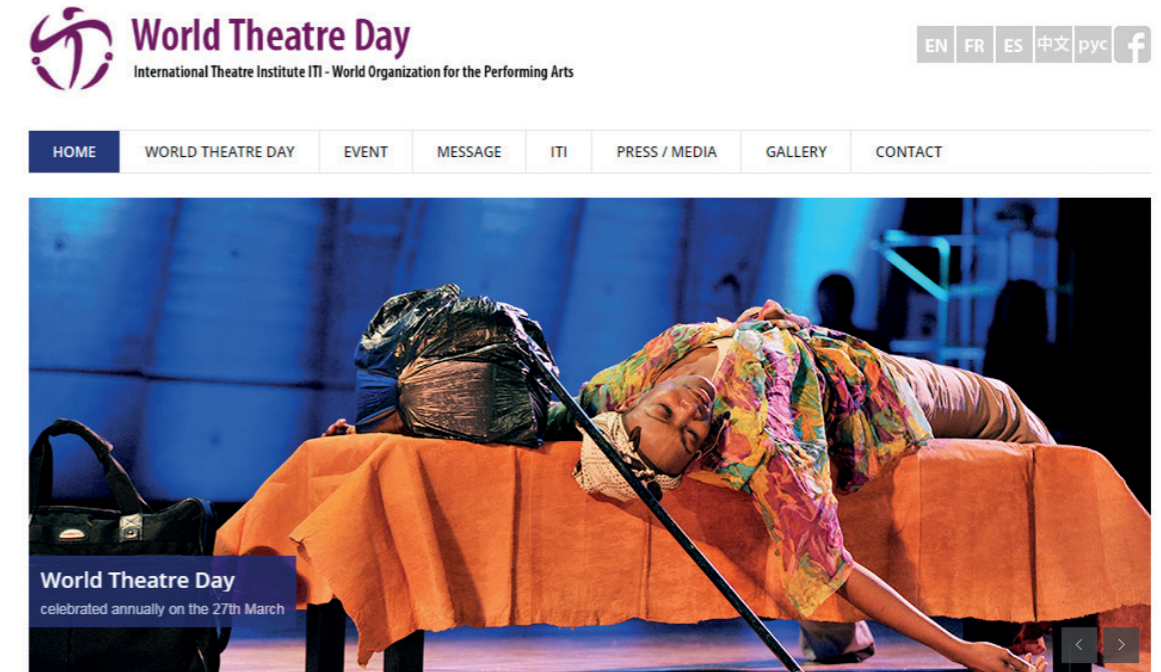 World Theatre Day
International Theatre Institute ITI - World Organization for the Performing Arts
EN FR ES 中文 рус f
HOME WORLD THEATRE DAY EVENT MESSAGE ITI PRESS / MEDIA GALLERY CONTACT
World Theatre Day
celebrated annually on the 27th March